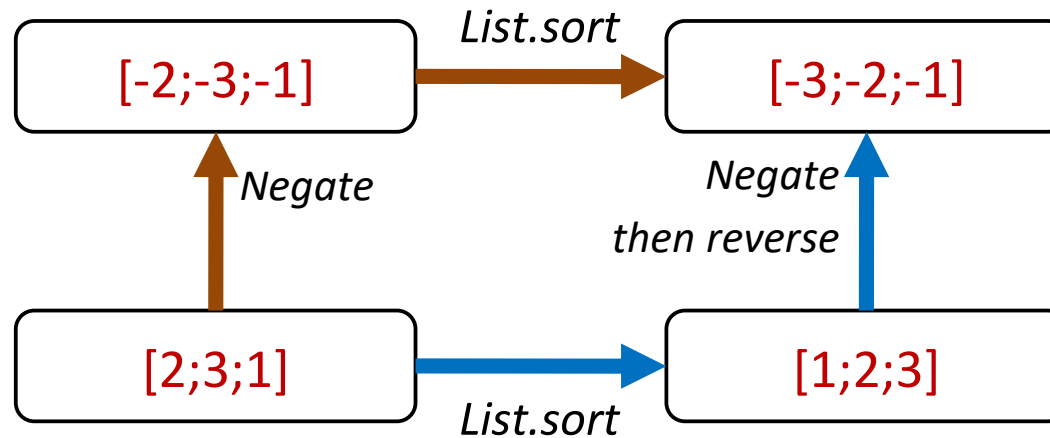 List.sort
[-2;-3;-1]
[-3;-2;-1]
Negate
Negate
then reverse
[2;3;1]
[1;2;3]
List.sort